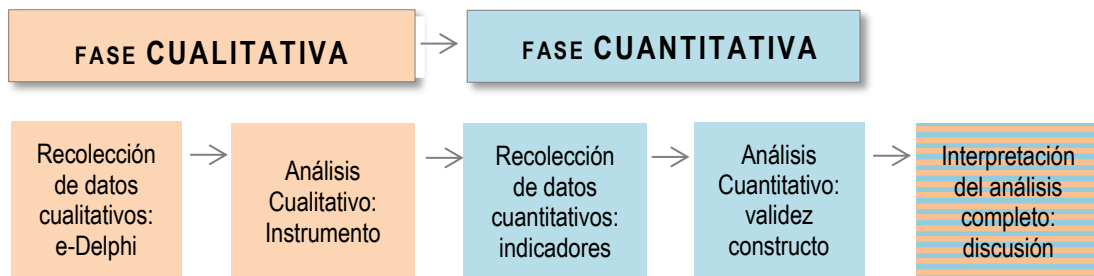 FASE CUALITATIVA
FASE CUANTITATIVA
Recolección
de datos
cualitativos:
e-Delphi
Análisis
Cualitativo:
Instrumento
Recolección
de datos
cuantitativos:
indicadores
Análisis
Cuantitativo:
validez
constructo
Interpretación
del análisis
completo:
discusión